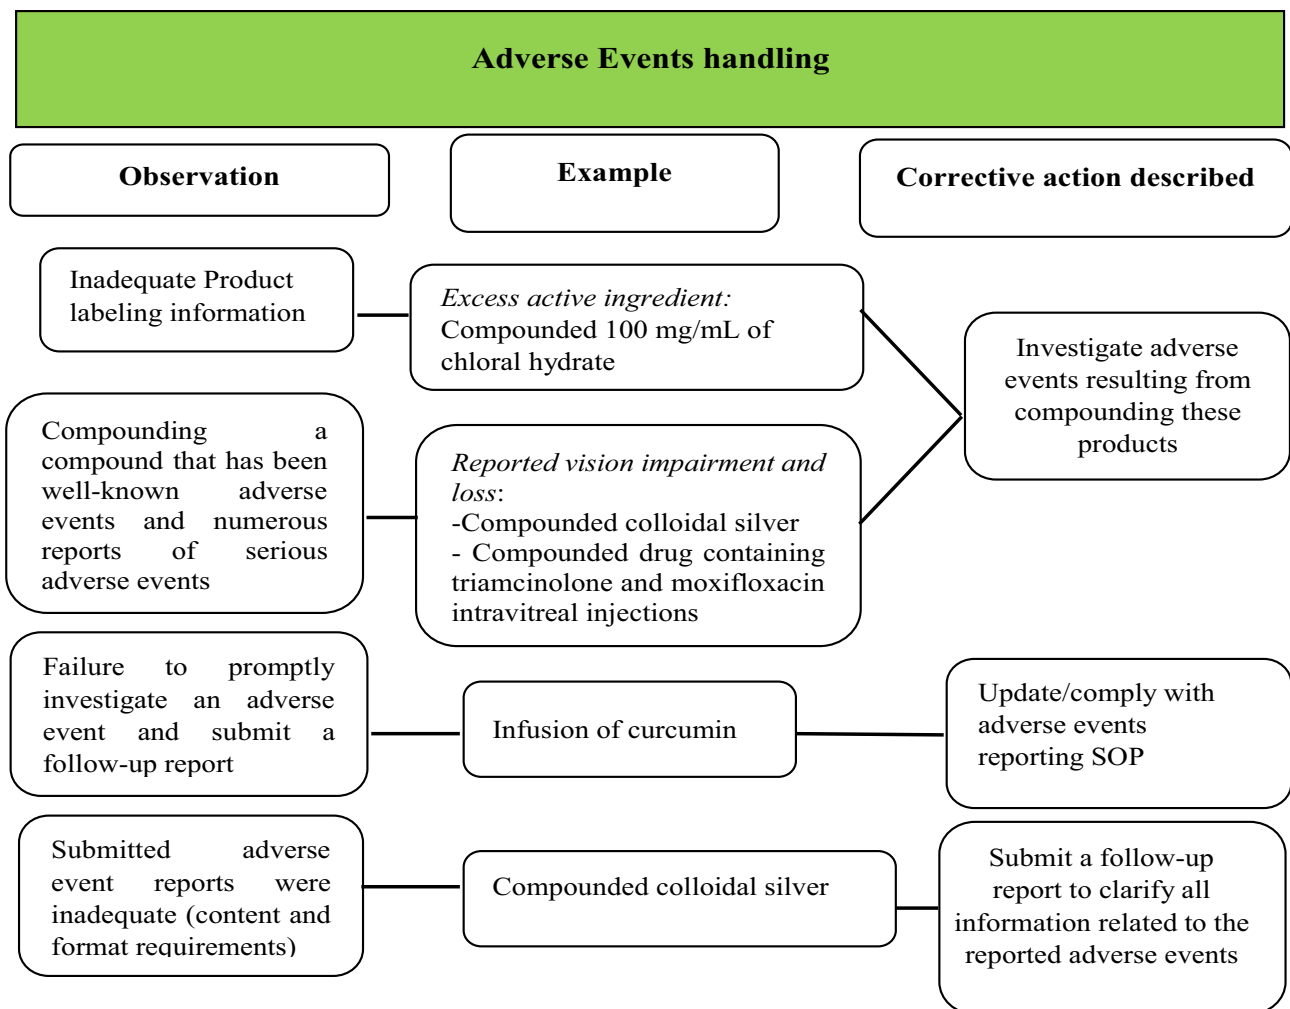 Adverse Events handling
Observation
Example
Corrective action described
Inadequate Product
labeling information
Excess active ingredient:
Compounded 100 mg/mL of
chloral hydrate
Investigate adverse
events resulting from
compounding these
products
Compounding a
compound that has been
well-known adverse
events and numerous
reports of serious
adverse events
Reported vision impairment and
loss:
-Compounded colloidal silver
- Compounded drug containing
triamcinolone and moxifloxacin
intravitreal injections
Failure to promptly
investigate an adverse
event and submit a
follow-up report
Infusion of curcumin
Update/comply with
adverse events
reporting SOP
Submitted adverse
event reports were
inadequate (content and
format requirements)
Compounded colloidal silver
Submit a follow-up
report to clarify all
information related to the
reported adverse events